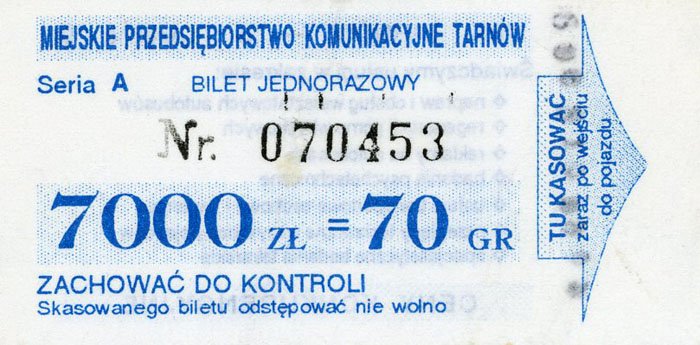 MIEJSKIE PRZEDSIĘBIORSTWO KOMUNIKACYJNE TARNÓW
Seria A BILET JEDNORAZOWY
Nr. 070453
7000 ZŁ = 70 GR
ZACHOWAĆ DO KONTROLI
Skasowanego biletu odstępować nie wolno
TU KASOWAĆ
zaraz po wejściu
do pojazdu